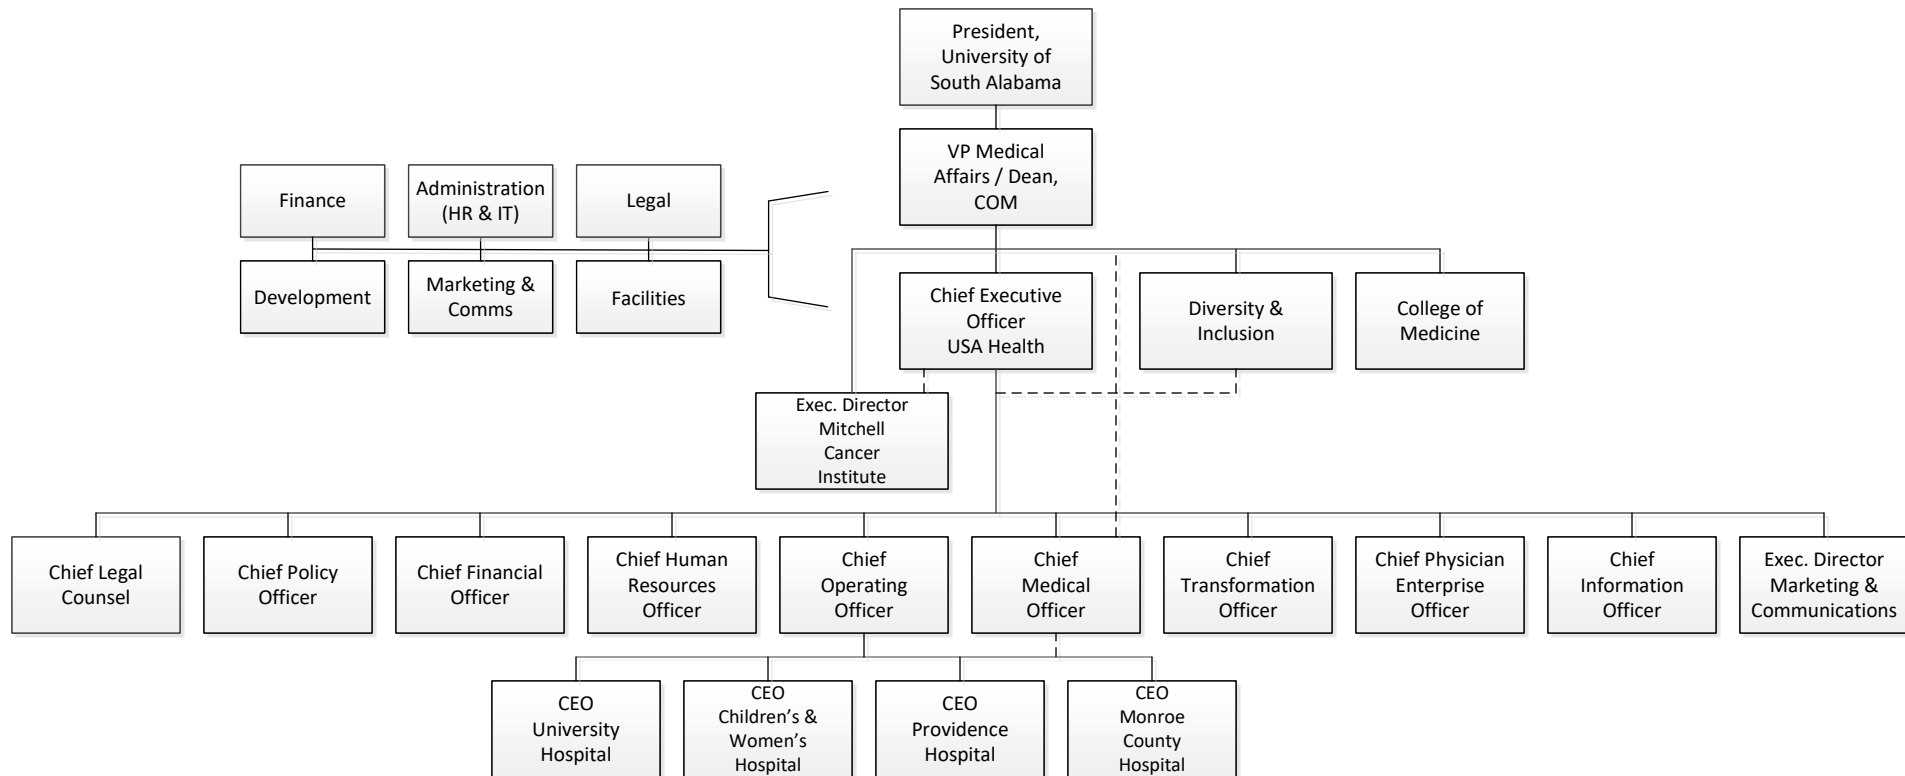 President,
University of
South Alabama
VP Medical
Affairs / Dean,
COM
Finance
Administration
(HR & IT)
Legal
Development
Marketing &
Comms
Facilities
Chief Executive
Officer
USA Health
Diversity &
Inclusion
College of
Medicine
Exec. Director
Mitchell
Cancer
Institute
Chief Legal
Counsel
Chief Policy
Officer
Chief Financial
Officer
Chief Human
Resources
Officer
Chief
Operating
Officer
Chief
Medical
Officer
Chief
Transformation
Officer
Chief Physician
Enterprise
Officer
Chief
Information
Officer
Exec. Director
Marketing &
Communications
CEO
University
Hospital
CEO
Children’s &
Women’s
Hospital
CEO
Providence
Hospital
CEO
Monroe
County
Hospital